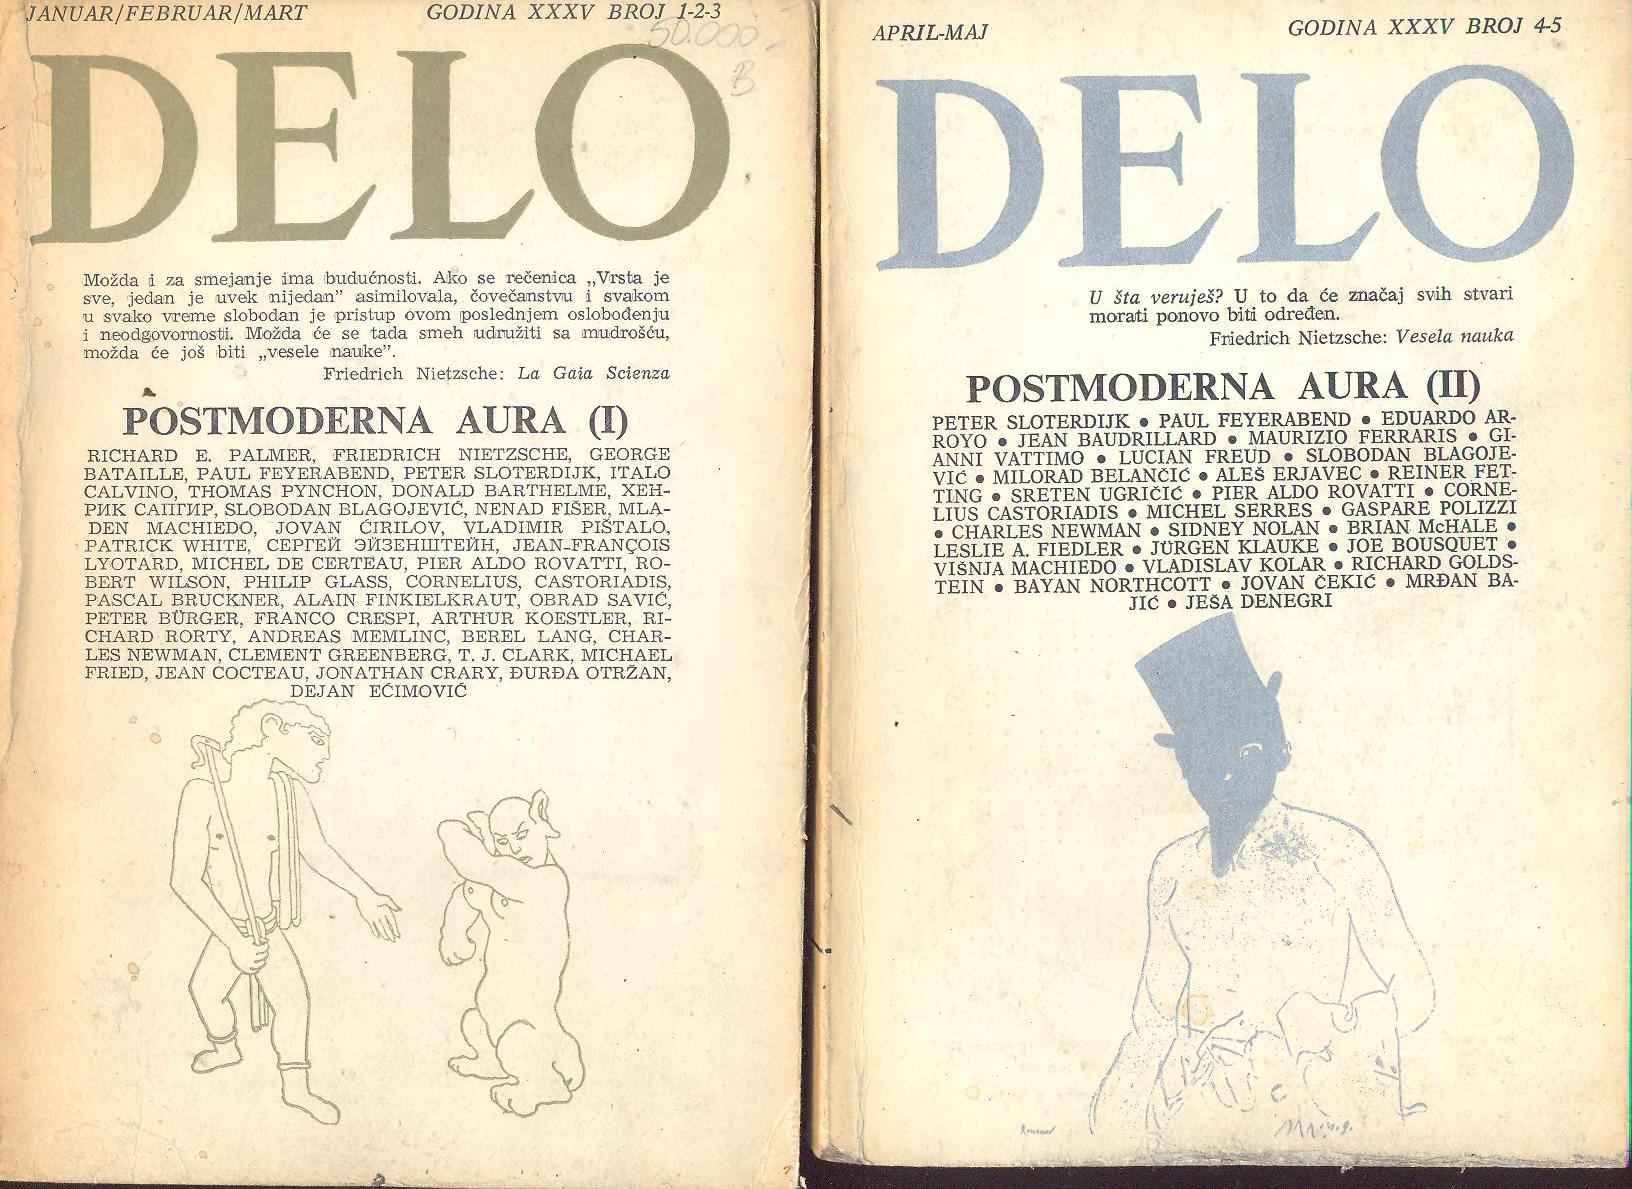 JANUAR/FEBRUAR/MART GODINA XXXV BROJ 1-2-3
50.000.-
B
DELO
Možda i za smejanje ima budućnosti. Ako se rečenica „Vrsta je
sve, jedan je uvek nijedan” asimilovala, čovečanstvu i svakom
u svako vreme slobodan je pristup ovom poslednjem oslobođenju
i neodgovornosti. Možda će se tada smeh udružiti sa mudrošću,
možda će još biti „vesele nauke”.
Friedrich Nietzsche: La Gaia Scienza
POSTMODERNA AURA (I)
RICHARD E. PALMER, FRIEDRICH NIETZSCHE, GEORGE
BATAILLE, PAUL FEYERABEND, PETER SLOTERDIJK, ITALO
CALVINO, THOMAS PYNCHON, DONALD BARTHELME, ХЕН-
РИК САПГИР, SLOBODAN BLAGOJEVIĆ, NENAD FIŠER, MLA-
DEN MACHIEDO, JOVAN ĆIRILOV, VLADIMIR PIŠTALO,
PATRICK WHITE, СЕРГЕЙ ЭЙЗЕНШТЕЙН, JEAN-FRANÇOIS
LYOTARD, MICHEL DE CERTEAU, PIER ALDO ROVATTI, RO-
BERT WILSON, PHILIP GLASS, CORNELIUS, CASTORIADIS,
PASCAL BRUCKNER, ALAIN FINKIELKRAUT, OBRAD SAVIĆ,
PETER BÜRGER, FRANCO CRESPI, ARTHUR KOESTLER, RI-
CHARD RORTY, ANDREAS MEMLINC, BEREL LANG, CHAR-
LES NEWMAN, CLEMENT GREENBERG, T. J. CLARK, MICHAEL
FRIED, JEAN COCTEAU, JONATHAN CRARY, ĐURĐA OTRŽAN,
DEJAN EĆIMOVIĆ
APRIL-MAJ GODINA XXXV BROJ 4-5
DELO
U šta veruješ? U to da će značaj svih stvari
morati ponovo biti određen.
Friedrich Nietzsche: Vesela nauka
POSTMODERNA AURA (II)
PETER SLOTERDIJK • PAUL FEYERABEND • EDUARDO AR-
ROYO • JEAN BAUDRILLARD • MAURIZIO FERRARIS • GI-
ANNI VATTIMO • LUCIAN FREUD • SLOBODAN BLAGOJE-
VIĆ • MILORAD BELANČIĆ • ALEŠ ERJAVEC • REINER FET-
TING • SRETEN UGRIČIĆ • PIER ALDO ROVATTI • CORNE-
LIUS CASTORIADIS • MICHEL SERRES • GASPARE POLIZZI
• CHARLES NEWMAN • SIDNEY NOLAN • BRIAN McHALE •
LESLIE A. FIEDLER • JÜRGEN KLAUKE • JOE BOUSQUET •
VIŠNJA MACHIEDO • VLADISLAV KOLAR • RICHARD GOLDS-
TEIN • BAYAN NORTHCOTT • JOVAN ČEKIĆ • MRĐAN BA-
JIĆ • JEŠA DENEGRI